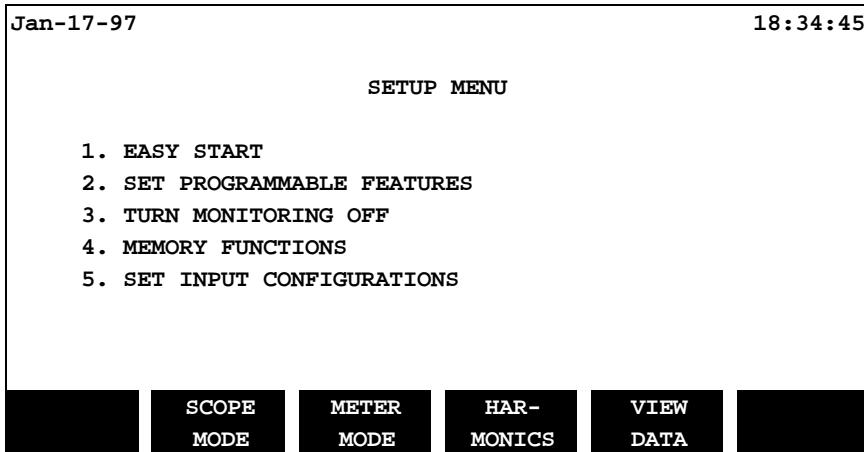 Jan-17-97 18:34:45
SETUP MENU
1. EASY START
2. SET PROGRAMMABLE FEATURES
3. TURN MONITORING OFF
4. MEMORY FUNCTIONS
5. SET INPUT CONFIGURATIONS
SCOPE METER HAR- VIEW
MODE MODE MONICS DATA